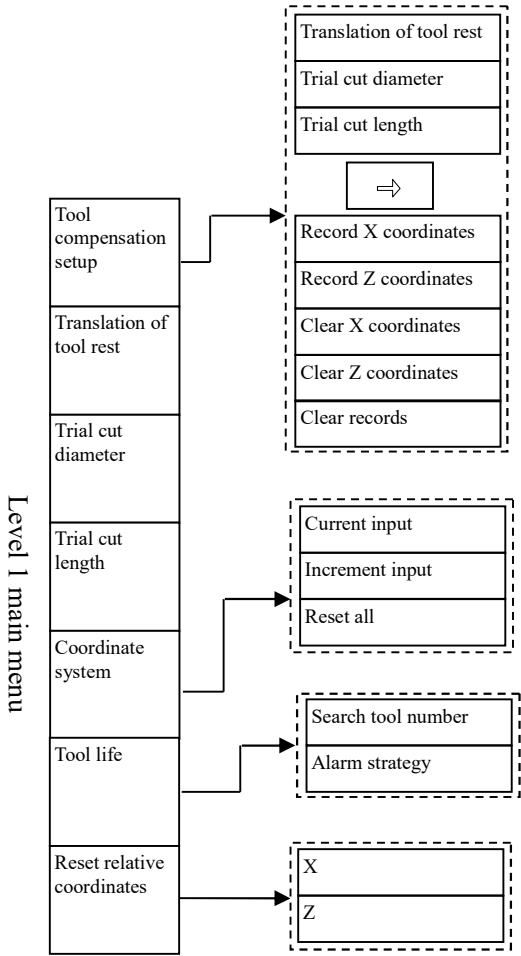 Level 1 main menu
Tool
compensation
setup
Translation of
tool rest
Trial cut
diameter
Trial cut
length
Coordinate
system
Tool life
Reset relative
coordinates
Translation of tool rest
Trial cut diameter
Trial cut length
Record X coordinates
Record Z coordinates
Clear X coordinates
Clear Z coordinates
Clear records
Current input
Increment input
Reset all
Search tool number
Alarm strategy
X
Z